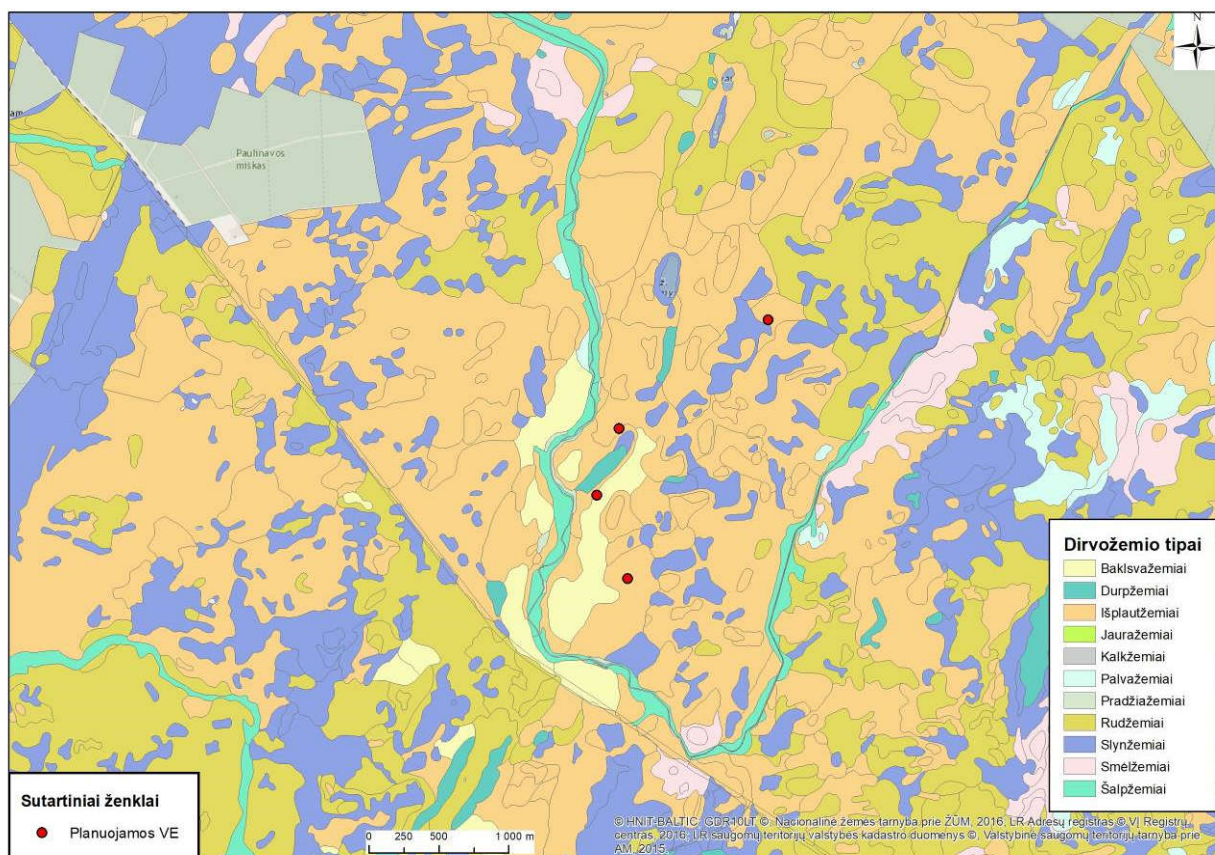 N
am
Paulinavos
miškas
Dirvožemio tipai
Baklsvažemiai
Durpžemiai
Išplautžemiai
Jauražemiai
Kalkžemiai
Palvažemiai
Pradžiažemiai
Rudžemiai
Slynžemiai
Smėlžemiai
Šalpžemiai
Sutartiniai ženklai
Planuojamos VE
0 250 500 1 000 m
© HNIT-BALTIC, GDR10LT ©, Nacionalinė žemės tarnyba prie ŽŪM, 2016, LR Adresų registras ©, VĮ Registrų
centras, 2016; LR saugomų teritorijų valstybės kadastro duomenys ©, Valstybinė saugomų teritorijų tarnyba prie
AM, 2015.